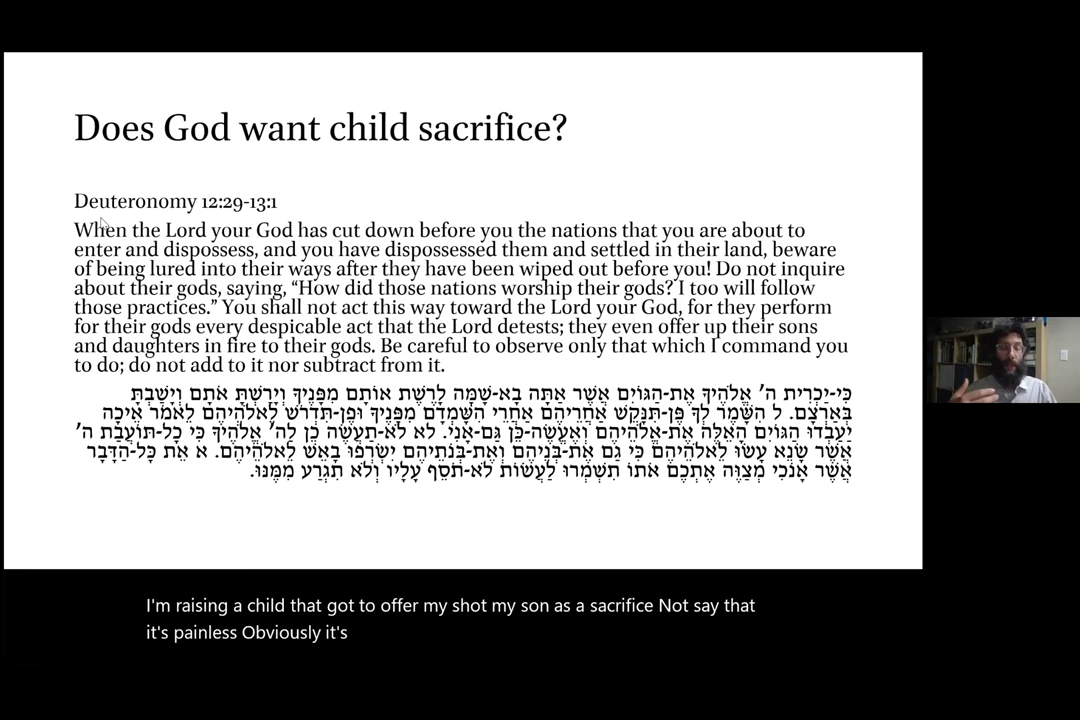 Does God want child sacrifice?
Deuteronomy 12:29-13:1
When the Lord your God has cut down before you the nations that you are about to
enter and dispossess, and you have dispossessed them and settled in their land, beware
of being lured into their ways after they have been wiped out before you! Do not inquire
about their gods, saying, “How did those nations worship their gods? I too will follow
those practices.” You shall not act this way toward the Lord your God, for they perform
for their gods every despicable act that the Lord detests; they even offer up their sons
and daughters in fire to their gods. Be careful to observe only that which I command you
to do; do not add to it nor subtract from it.
כִּי-יַכְרִית ה’ אֱלֹהֶיךָ אֶת-הַגּוֹיִם אֲשֶׁר אַתָּה בָא-שָׁמָּה לָרֶשֶׁת אוֹתָם מִפָּנֶיךָ וְיָרַשְׁתָּ אֹתָם וְיָשַׁבְתָּ
בְּאַרְצָם. ל הִשָּׁמֶר לְךָ פֶּן-תִּנָּקֵשׁ אַחֲרֵיהֶם אַחֲרֵי הִשָּׁמְדָם מִפָּנֶיךָ וּפֶן-תִּדְרֹשׁ לֵאלֹהֵיהֶם לֵאמֹר אֵיכָה
יַעַבְדוּ הַגּוֹיִם הָאֵלֶּה אֶת-אֱלֹהֵיהֶם וְאֶעֱשֶׂה-כֵּן גַּם-אָנִי. לא לֹא-תַעֲשֶׂה כֵן לַה’ אֱלֹהֶיךָ כִּי כָל-תּוֹעֲבַת ה’
אֲשֶׁר שָׂנֵא עָשׂוּ לֵאלֹהֵיהֶם כִּי גַם אֶת-בְּנֵיהֶם וְאֶת-בְּנֹתֵיהֶם יִשְׂרְפוּ בָאֵשׁ לֵאלֹהֵיהֶם. א אֵת כָּל-הַדָּבָר
אֲשֶׁר אָנֹכִי מְצַוֶּה אֶתְכֶם אֹתוֹ תִשְׁמְרוּ לַעֲשׂוֹת לֹא-תֹסֵף עָלָיו וְלֹא תִגְרַע מִמֶּנּוּ.
I'm raising a child that got to offer my shot my son as a sacrifice Not say that
it's painless Obviously it's